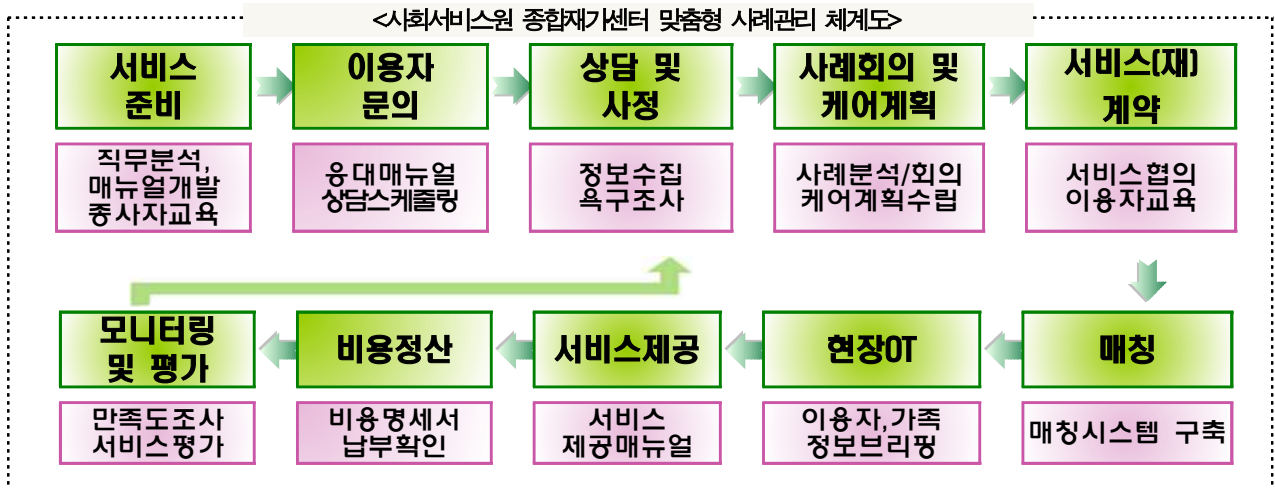 <사회서비스원 종합재가센터 맞춤형 사례관리 체계도>
서비스
준비
이용자
문의
상담 및
사정
사례회의 및
케어계획
서비스(재)
계약
직무분석,
매뉴얼개발
종사자교육
응대매뉴얼
상담스케줄링
정보수집
욕구조사
사례분석/회의
케어계획수립
서비스협의
이용자교육
모니터링
및 평가
비용정산
서비스제공
현장OT
매칭
만족도조사
서비스평가
비용명세서
납부확인
서비스
제공매뉴얼
이용자,가족
정보브리핑
매칭시스템 구축